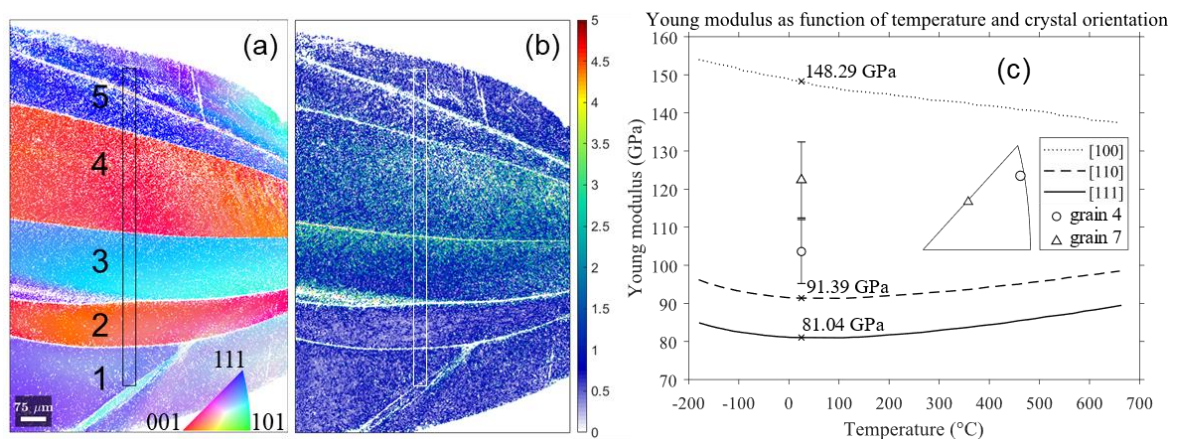 (a)
5
4
3
2
1
75 μm
111
001
101
(b)
5
4.5
4
3.5
3
2.5
2
1.5
1
0.5
0
Young modulus as function of temperature and crystal orientation
(c)
Young modulus (GPa)
160
150
140
130
120
110
100
90
80
70
148.29 GPa
91.39 GPa
81.04 GPa
[100]
[110]
[111]
grain 4
grain 7
-200 -100 0 100 200 300 400 500 600 700
Temperature (°C)